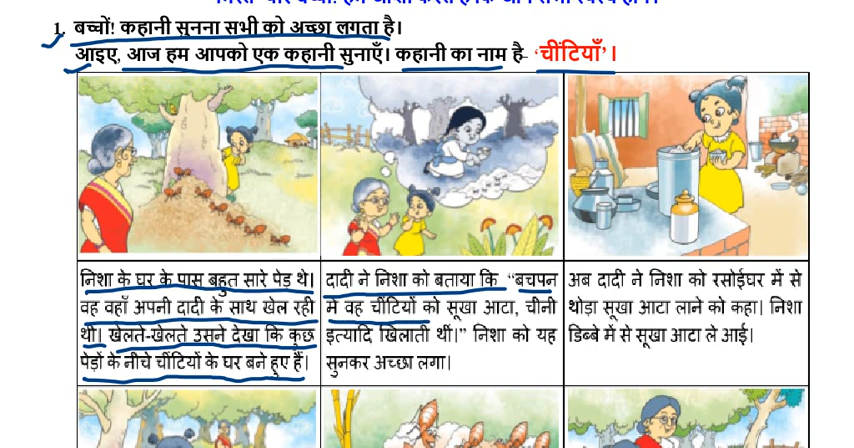 1. बच्चों! कहानी सुनना सभी को अच्छा लगता है।
आइए, आज हम आपको एक कहानी सुनाएँ। कहानी का नाम है- ‘चींटियाँ’ ।
निशा के घर के पास बहुत सारे पेड़ थे।
वह वहाँ अपनी दादी के साथ खेल रही
थी। खेलते-खेलते उसने देखा कि कुछ
पेड़ों के नीचे चींटियों के घर बने हुए हैं।
दादी ने निशा को बताया कि “बचपन
में वह चींटियों को सूखा आटा, चीनी
इत्यादि खिलाती थीं।” निशा को यह
सुनकर अच्छा लगा।
अब दादी ने निशा को रसोईघर में से
थोड़ा सूखा आटा लाने को कहा। निशा
डिब्बे में से सूखा आटा ले आई।